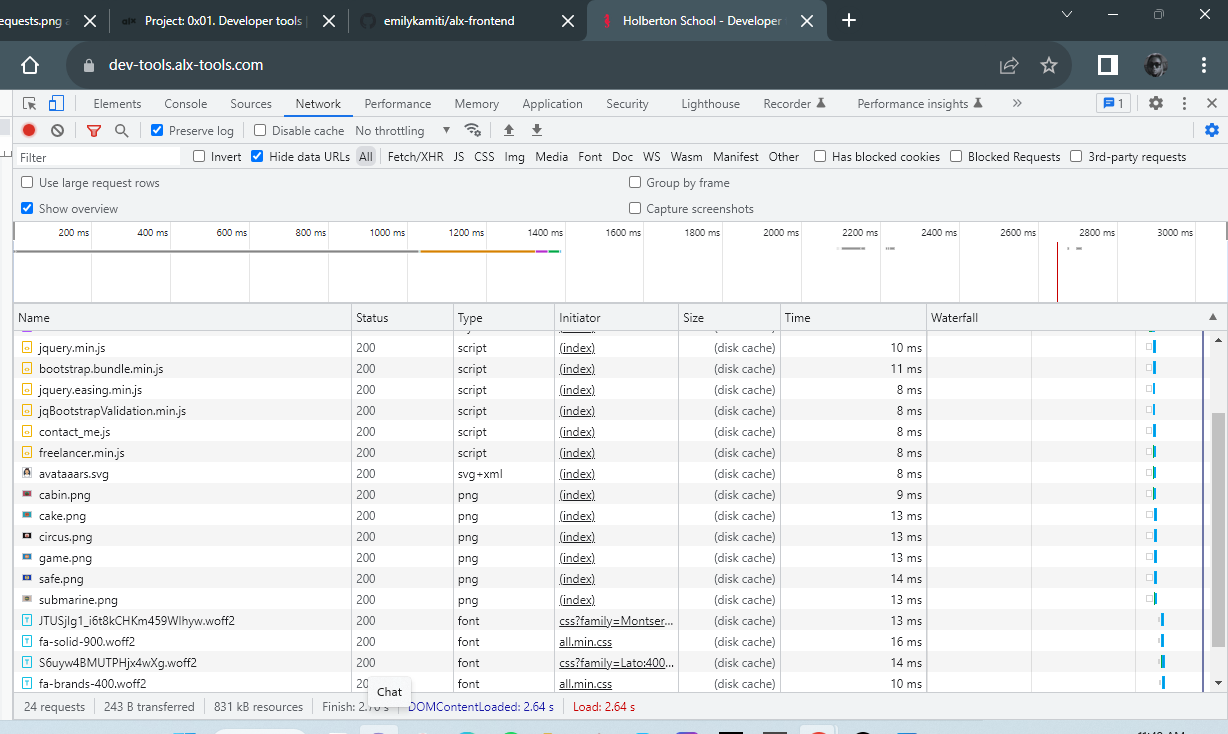 equests.png
Project: 0x01. Developer tools
emilykamiti/alx-frontend
Holberton School - Developer
dev-tools.alx-tools.com
Elements Console Sources Network Performance Memory Application Security Lighthouse Recorder Performance insights 1
Preserve log Disable cache No throttling
Filter Invert Hide data URLs All Fetch/XHR JS CSS Img Media Font Doc WS Wasm Manifest Other Has blocked cookies Blocked Requests 3rd-party requests
Use large request rows Group by frame
Show overview Capture screenshots
200 ms 400 ms 600 ms 800 ms 1000 ms 1200 ms 1400 ms 1600 ms 1800 ms 2000 ms 2200 ms 2400 ms 2600 ms 2800 ms 3000 ms
Name Status Type Initiator Size Time Waterfall
jquery.min.js 200 script (index) (disk cache) 10 ms
bootstrap.bundle.min.js 200 script (index) (disk cache) 11 ms
jquery.easing.min.js 200 script (index) (disk cache) 8 ms
jqBootstrapValidation.min.js 200 script (index) (disk cache) 8 ms
contact_me.js 200 script (index) (disk cache) 8 ms
freelancer.min.js 200 script (index) (disk cache) 8 ms
avataaars.svg 200 svg+xml (index) (disk cache) 8 ms
cabin.png 200 png (index) (disk cache) 9 ms
cake.png 200 png (index) (disk cache) 13 ms
circus.png 200 png (index) (disk cache) 13 ms
game.png 200 png (index) (disk cache) 13 ms
safe.png 200 png (index) (disk cache) 14 ms
submarine.png 200 png (index) (disk cache) 13 ms
JTUSjIg1_i6t8kCHKm459Wlhyw.woff2 200 font css?family=Montser... (disk cache) 13 ms
fa-solid-900.woff2 200 font all.min.css (disk cache) 16 ms
S6uyw4BMUTPHjx4wXg.woff2 200 font css?family=Lato:400... (disk cache) 14 ms
fa-brands-400.woff2 200 font all.min.css (disk cache) 10 ms
Chat
24 requests 243 B transferred 831 kB resources Finish: DOMContentLoaded: 2.64 s Load: 2.64 s